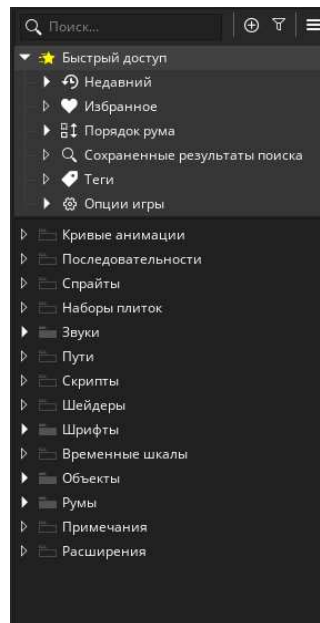 Поиск...
Быстрый доступ
Недавний
Избранное
Порядок рума
Сохраненные результаты поиска
Теги
Опции игры
Кривые анимации
Последовательности
Спрайты
Наборы плиток
Звуки
Пути
Скрипты
Шейдеры
Шрифты
Временные шкалы
Объекты
Румы
Примечания
Расширения